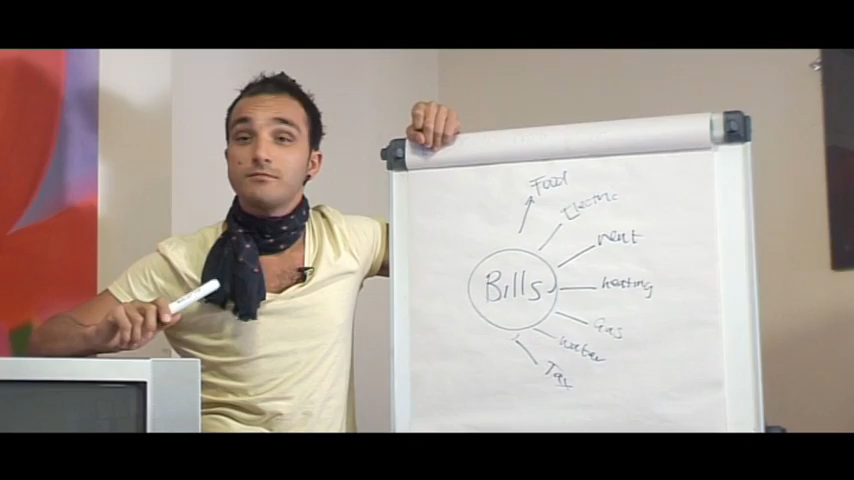 Food
Electric
rent
Bills
heating
Gas
water
Tax